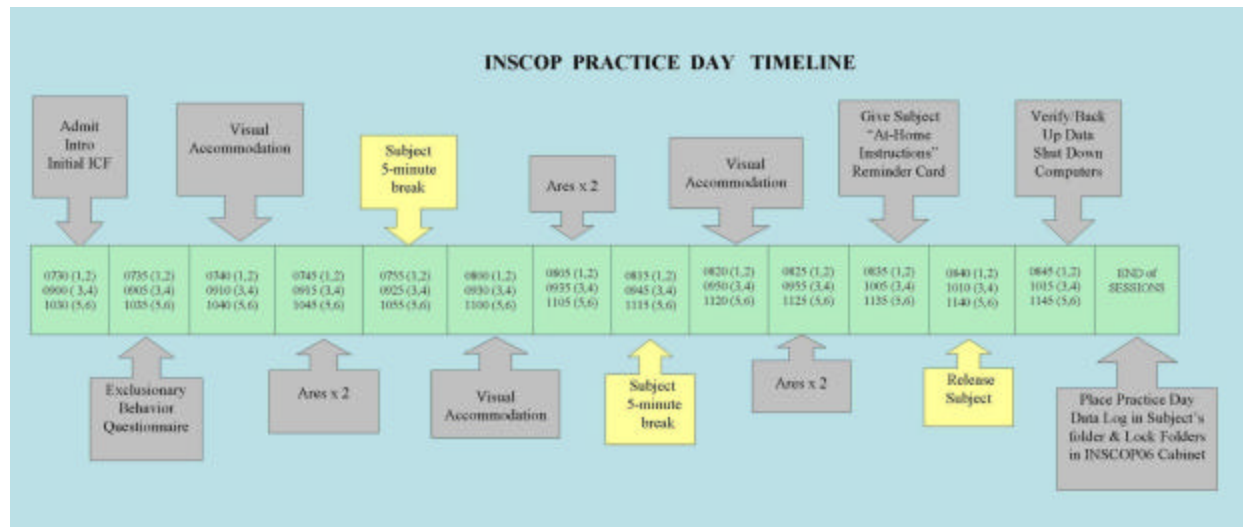 INSCOP PRACTICE DAY TIMELINE
Admit
Intro
Initial ICF
Visual
Accommodation
Subject
5-minute
break
Ares x 2
Visual
Accommodation
Give Subject
"At-Home
Instructions"
Reminder Card
Verify/Back
Up Data
Shut Down
Computers
0730 (1,2)
0900 ( 3,4)
1030 (5,6)
0735 (1,2)
0905 (3,4)
1035 (5,6)
0740 (1,2)
0910 (3,4)
1040 (5,6)
0745 (1,2)
0915 (3,4)
1045 (5,6)
0755 (1,2)
0925 (3,4)
1055 (5,6)
0800 (1,2)
0930 (3,4)
1100 (5,6)
0805 (1,2)
0935 (3,4)
1105 (5,6)
0815 (1,2)
0945 (3,4)
1115 (5,6)
0820 (1,2)
0950 (3,4)
1120 (5,6)
0825 (1,2)
0955 (3,4)
1125 (5,6)
0835 (1,2)
1005 (3,4)
1135 (5,6)
0840 (1,2)
1010 (3,4)
1140 (5,6)
0845 (1,2)
1015 (3,4)
1145 (5,6)
END of
SESSIONS
Exclusionary
Behavior
Questionnaire
Ares x 2
Visual
Accommodation
Subject
5-minute
break
Ares x 2
Release
Subject
Place Practice Day
Data Log in Subject's
folder & Lock Folders
in INSCOP06 Cabinet